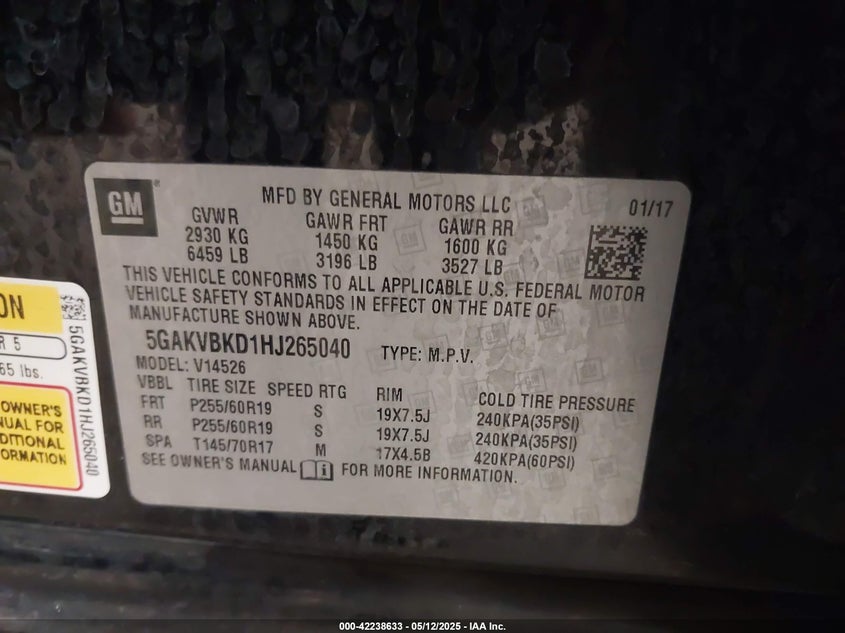 GM
MFD BY GENERAL MOTORS LLC
01/17
GVWR GAWR FRT GAWR RR
2930 KG 1450 KG 1600 KG
6459 LB 3196 LB 3527 LB
THIS VEHICLE CONFORMS TO ALL APPLICABLE U.S. FEDERAL MOTOR
VEHICLE SAFETY STANDARDS IN EFFECT ON THE DATE OF
MANUFACTURE SHOWN ABOVE.
5GAKVBKD1HJ265040 TYPE: M.P.V.
MODEL: V14526
VBBL TIRE SIZE SPEED RTG RIM COLD TIRE PRESSURE
FRT P255/60R19 S 19X7.5J 240KPA(35PSI)
RR P255/60R19 S 19X7.5J 240KPA(35PSI)
SPA T145/70R17 M 17X4.5B 420KPA(60PSI)
SEE OWNER'S MANUAL i FOR MORE INFORMATION.
ON
R 5
65 lbs.
OWNER'S
NUAL FOR
DITIONAL
ORMATION
5GAKVBKD1HJ265040
000-42238633 - 05/12/2025 - IAA Inc.